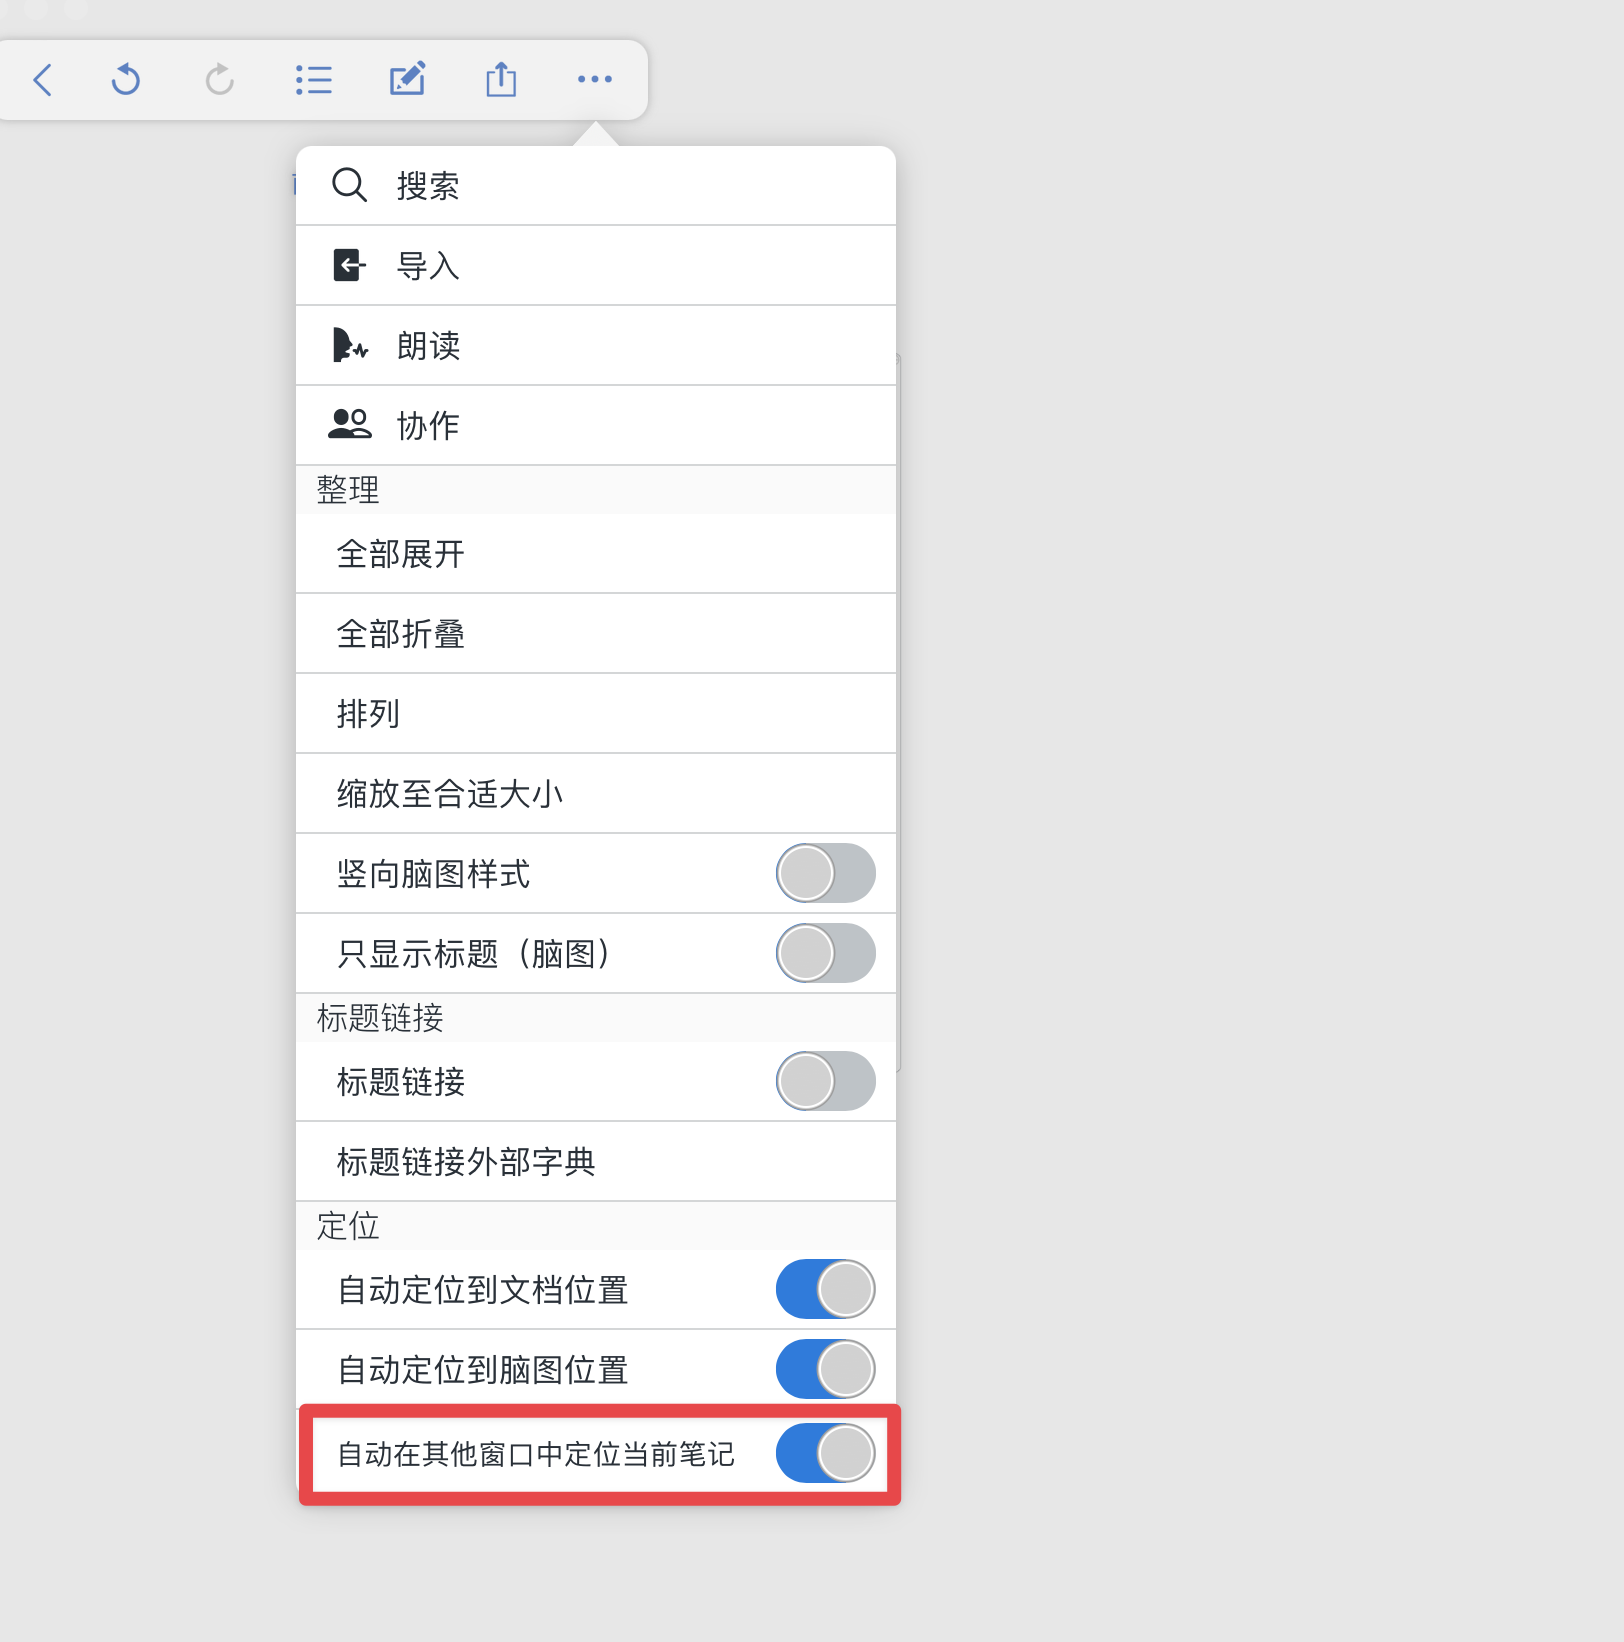 搜索
导入
朗读
协作
整理
全部展开
全部折叠
排列
缩放至合适大小
竖向脑图样式
只显示标题（脑图）
标题链接
标题链接
标题链接外部字典
定位
自动定位到文档位置
自动定位到脑图位置
自动在其他窗口中定位当前笔记